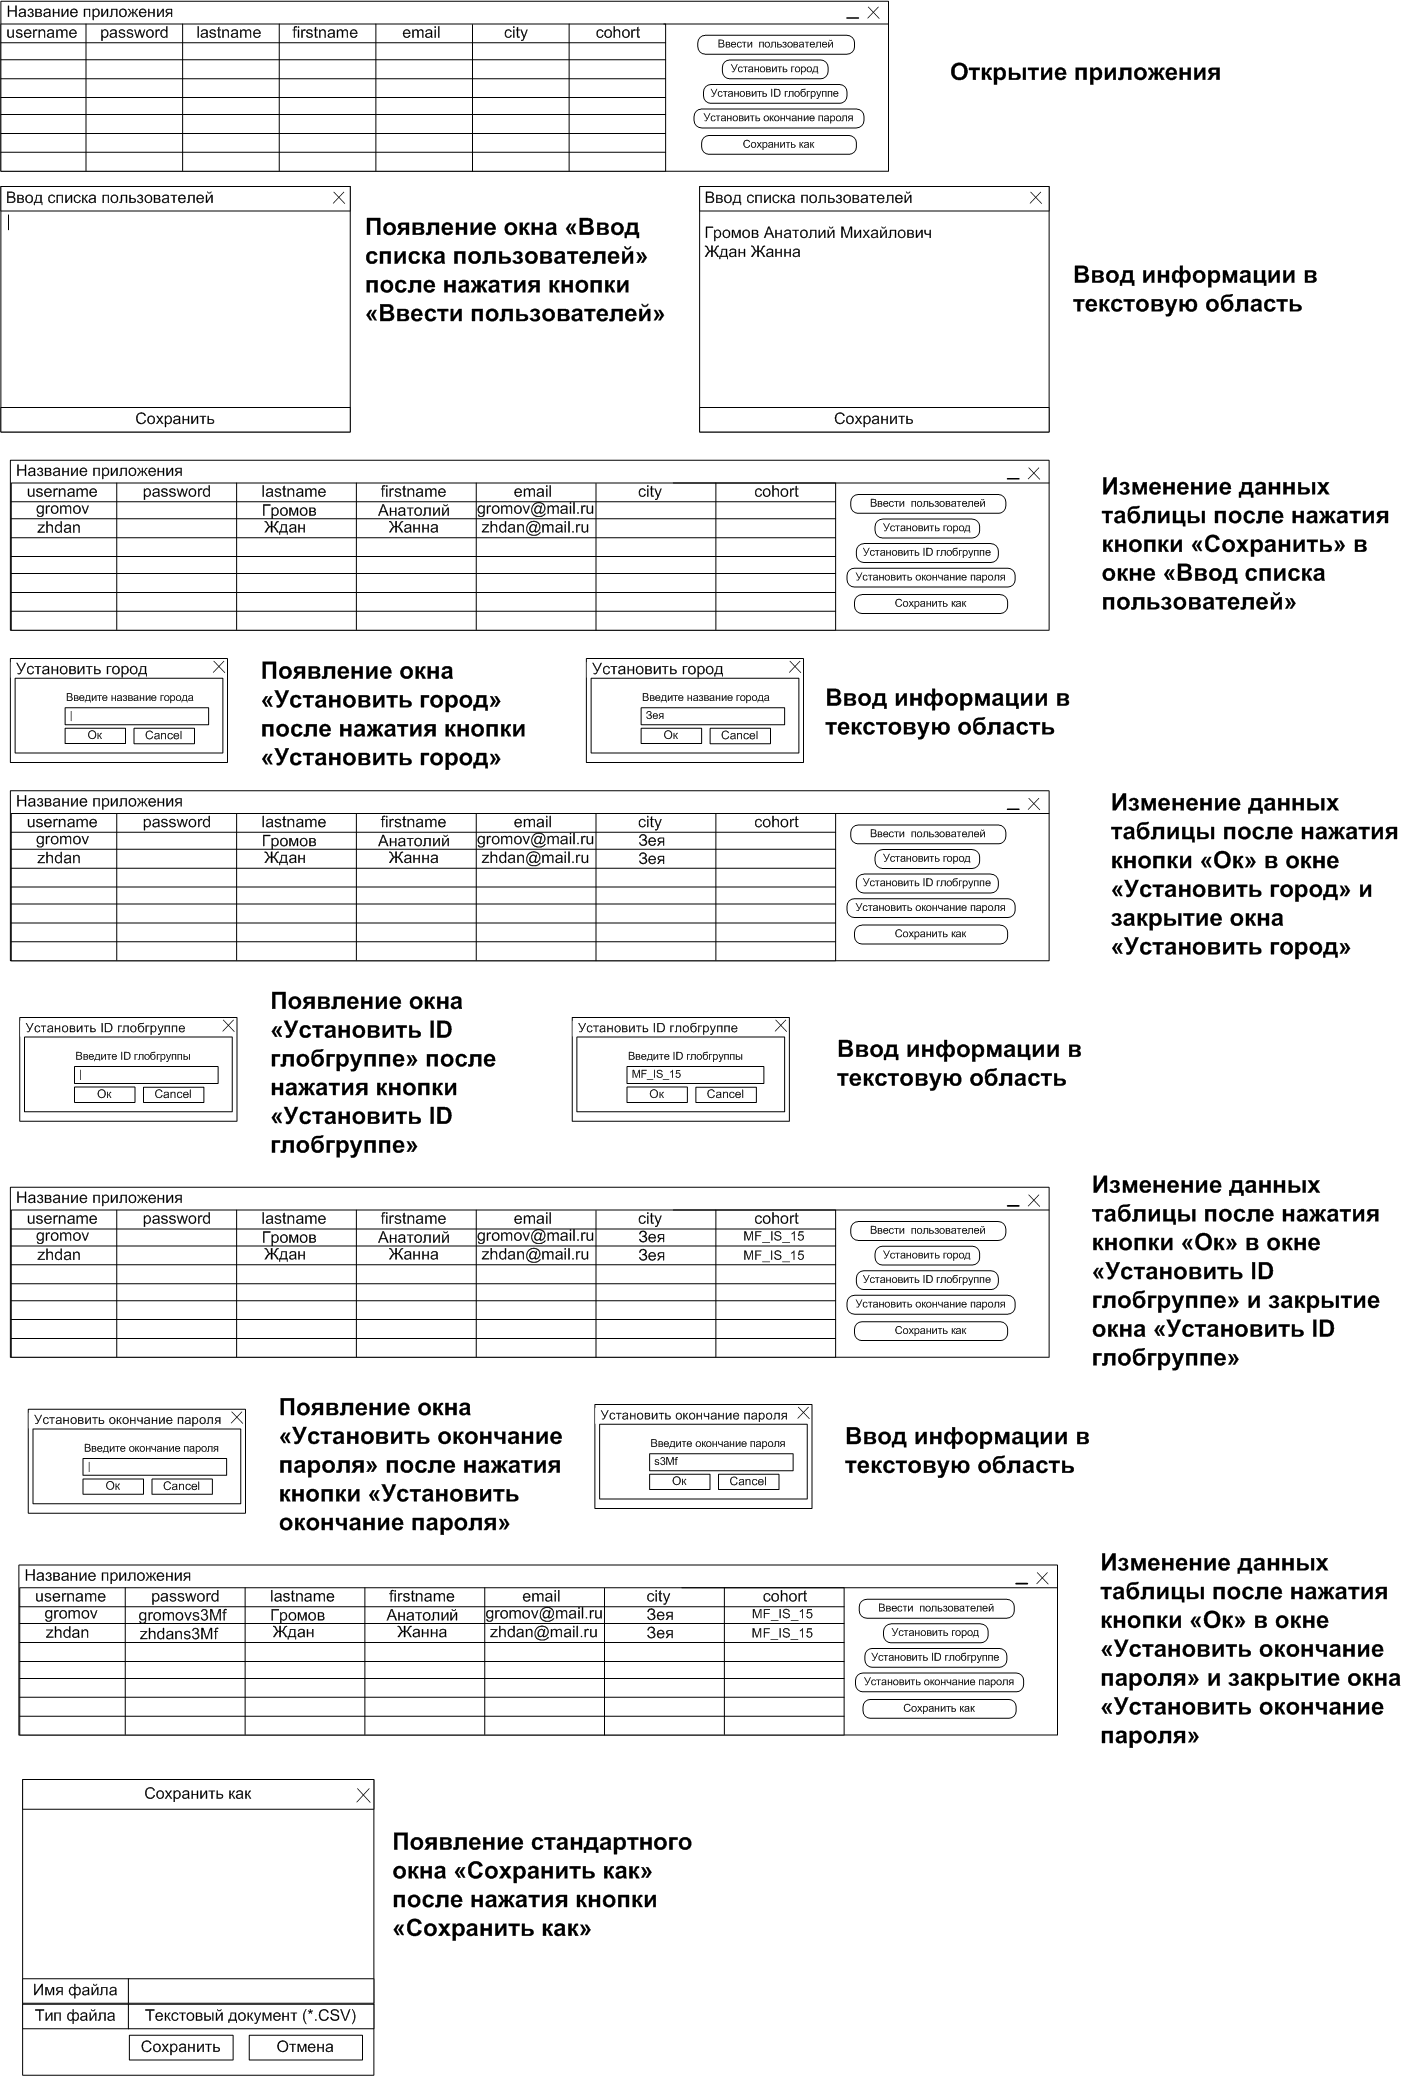 Название приложения
username password lastname firstname email city cohort
Ввести пользователей
Установить город
Установить ID глобгруппе
Установить окончание пароля
Сохранить как
Открытие приложения
Ввод списка пользователей
Сохранить
Появление окна «Ввод
списка пользователей»
после нажатия кнопки
«Ввести пользователей»
Ввод списка пользователей
Громов Анатолий Михайлович
Ждан Жанна
Сохранить
Ввод информации в
текстовую область
Название приложения
username password lastname firstname email city cohort
gromov Громов Анатолий gromov@mail.ru
zhdan Ждан Жанна zhdan@mail.ru
Ввести пользователей
Установить город
Установить ID глобгруппе
Установить окончание пароля
Сохранить как
Изменение данных
таблицы после нажатия
кнопки «Сохранить» в
окне «Ввод списка
пользователей»
Установить город
Введите название города
Ок Cancel
Появление окна
«Установить город»
после нажатия кнопки
«Установить город»
Установить город
Введите название города
Зея
Ок Cancel
Ввод информации в
текстовую область
Название приложения
username password lastname firstname email city cohort
gromov Громов Анатолий gromov@mail.ru Зея
zhdan Ждан Жанна zhdan@mail.ru Зея
Ввести пользователей
Установить город
Установить ID глобгруппе
Установить окончание пароля
Сохранить как
Изменение данных
таблицы после нажатия
кнопки «Ок» в окне
«Установить город» и
закрытие окна
«Установить город»
Установить ID глобгруппе
Введите ID глобгруппы
Ок Cancel
Появление окна
«Установить ID
глобгруппе» после
нажатия кнопки
«Установить ID
глобгруппе»
Установить ID глобгруппе
Введите ID глобгруппы
MF_IS_15
Ок Cancel
Ввод информации в
текстовую область
Название приложения
username password lastname firstname email city cohort
gromov Громов Анатолий gromov@mail.ru Зея MF_IS_15
zhdan Ждан Жанна zhdan@mail.ru Зея MF_IS_15
Ввести пользователей
Установить город
Установить ID глобгруппе
Установить окончание пароля
Сохранить как
Изменение данных
таблицы после нажатия
кнопки «Ок» в окне
«Установить ID
глобгруппе» и закрытие
окна «Установить ID
глобгруппе»
Установить окончание пароля
Введите окончание пароля
Ок Cancel
Появление окна
«Установить окончание
пароля» после нажатия
кнопки «Установить
окончание пароля»
Установить окончание пароля
Введите окончание пароля
s3Mf
Ок Cancel
Ввод информации в
текстовую область
Название приложения
username password lastname firstname email city cohort
gromov gromovs3Mf Громов Анатолий gromov@mail.ru Зея MF_IS_15
zhdan zhdans3Mf Ждан Жанна zhdan@mail.ru Зея MF_IS_15
Ввести пользователей
Установить город
Установить ID глобгруппе
Установить окончание пароля
Сохранить как
Изменение данных
таблицы после нажатия
кнопки «Ок» в окне
«Установить окончание
пароля» и закрытие окна
«Установить окончание
пароля»
Сохранить как
Имя файла
Тип файла Текстовый документ (*.CSV)
Сохранить Отмена
Появление стандартного
окна «Сохранить как»
после нажатия кнопки
«Сохранить как»